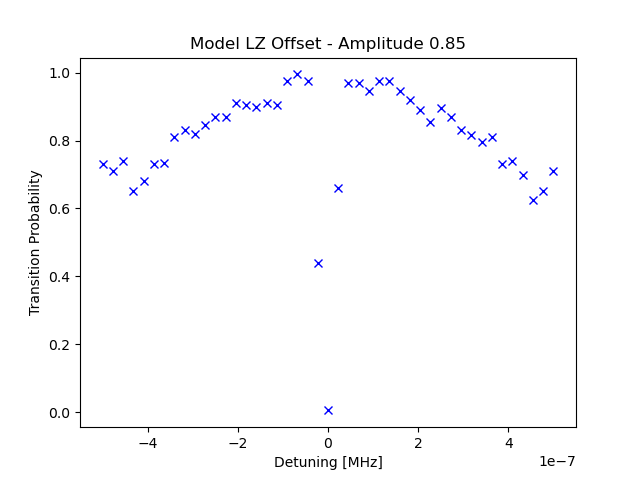 Model LZ Offset - Amplitude 0.85
1.0
0.8
0.6
0.4
0.2
0.0
Transition Probability
−4
−2
0
2
4
1e−7
Detuning [MHz]